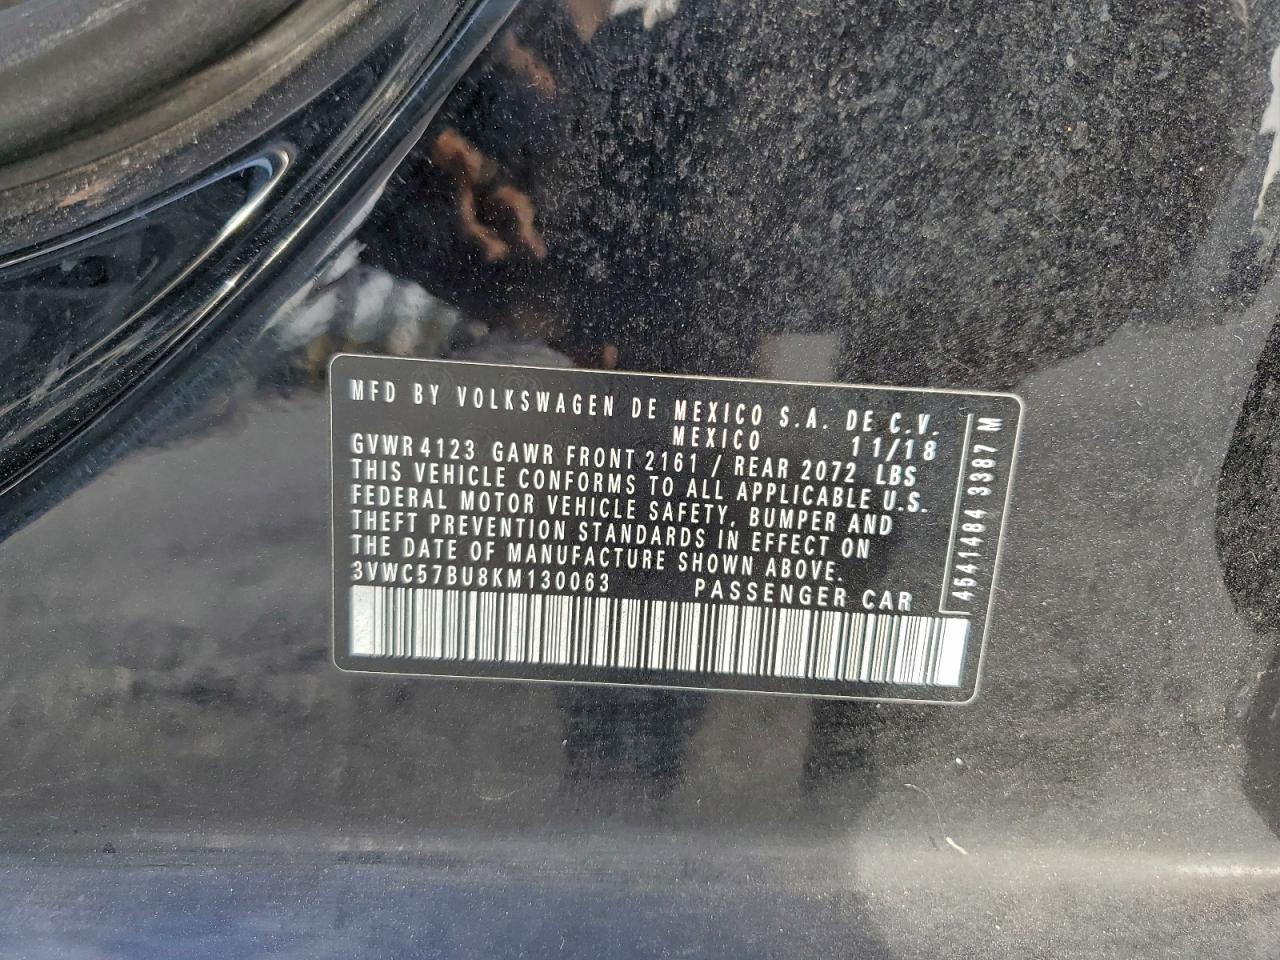 MFD BY VOLKSWAGEN DE MEXICO S.A. DE C.V.
MEXICO 11/18
GVWR 4123 GAWR FRONT 2161 / REAR 2072 LBS
THIS VEHICLE CONFORMS TO ALL APPLICABLE U.S.
FEDERAL MOTOR VEHICLE SAFETY, BUMPER AND
THEFT PREVENTION STANDARDS IN EFFECT ON
THE DATE OF MANUFACTURE SHOWN ABOVE.
3VWC57BU8KM130063 PASSENGER CAR
4541484 3387 M